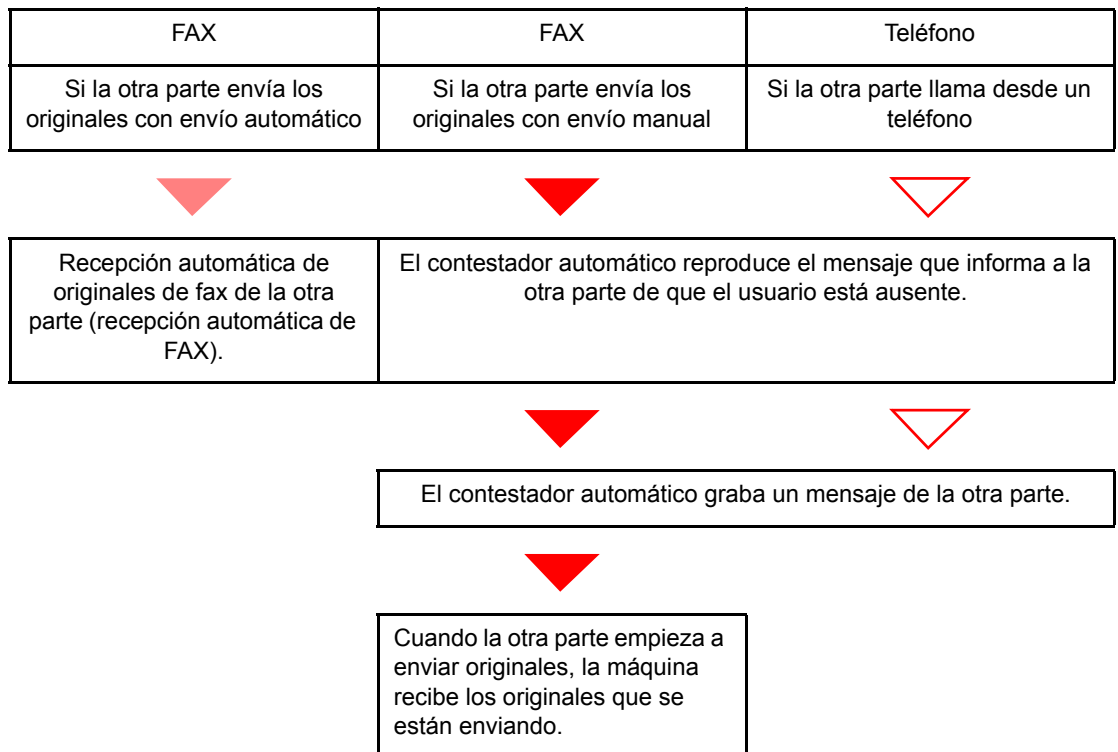 FAX
FAX
Teléfono
Si la otra parte envía los
originales con envío automático
Si la otra parte envía los
originales con envío manual
Si la otra parte llama desde un
teléfono
Recepción automática de
originales de fax de la otra
parte (recepción automática de
FAX).
El contestador automático reproduce el mensaje que informa a la
otra parte de que el usuario está ausente.
El contestador automático graba un mensaje de la otra parte.
Cuando la otra parte empieza a
enviar originales, la máquina
recibe los originales que se
están enviando.